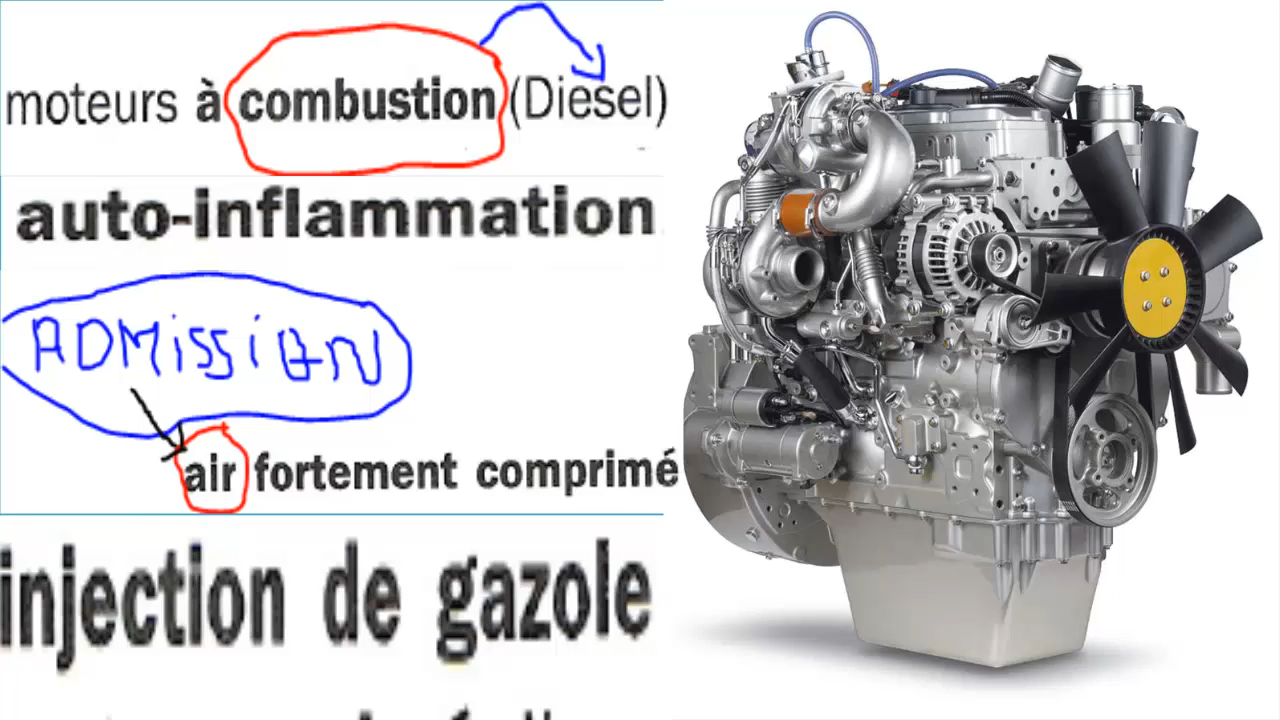 moteurs à combustion (Diesel)
auto-inflammation
ADMiSSiON
air fortement comprimé
injection de gazole